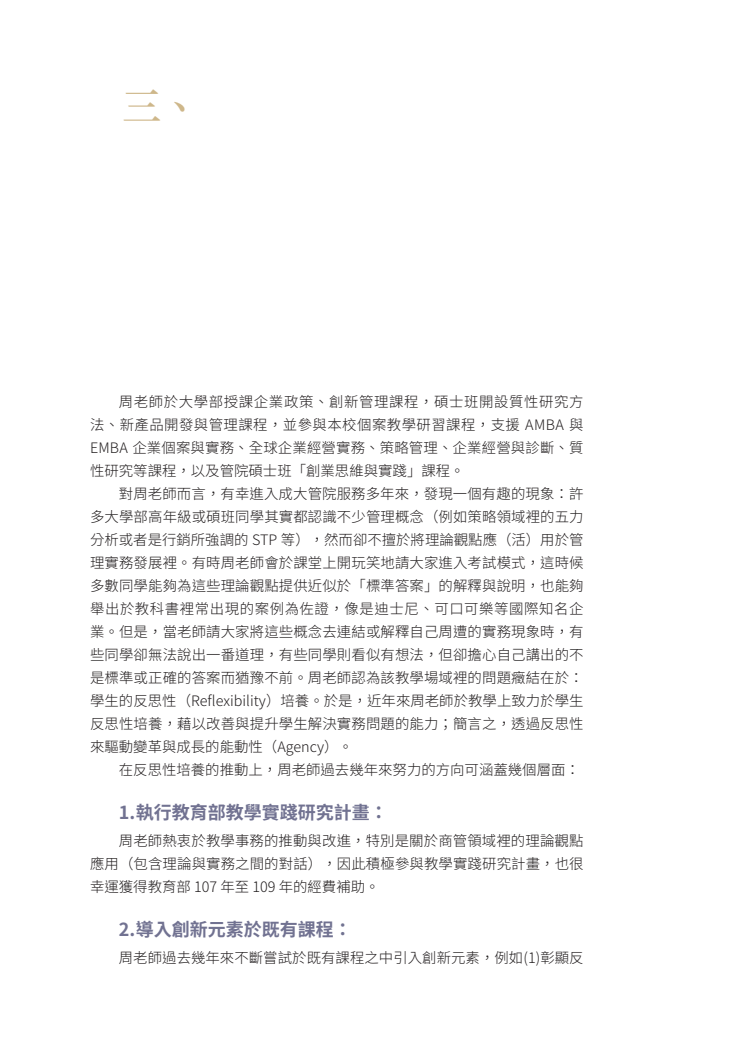 三、
周老師於大學部授課企業政策、創新管理課程，碩士班開設質性研究方
法、新產品開發與管理課程，並參與本校個案教學研習課程，支援 AMBA 與
EMBA 企業個案與實務、全球企業經營實務、策略管理、企業經營與診斷、質
性研究等課程，以及管院碩士班「創業思維與實踐」課程。
對周老師而言，有幸進入成大管院服務多年來，發現一個有趣的現象：許
多大學部高年級或碩班同學其實都認識不少管理概念（例如策略領域裡的五力
分析或者是行銷所強調的 STP 等），然而卻不擅於將理論觀點應（活）用於管
理實務發展裡。有時周老師會於課堂上開玩笑地請大家進入考試模式，這時候
多數同學能夠為這些理論觀點提供近似於「標準答案」的解釋與說明，也能夠
舉出於教科書裡常出現的案例為佐證，像是迪士尼、可口可樂等國際知名企
業。但是，當老師請大家將這些概念去連結或解釋自己周遭的實務現象時，有
些同學卻無法說出一番道理，有些同學則看似有想法，但卻擔心自己講出的不
是標準或正確的答案而猶豫不前。周老師認為該教學場域裡的問題癥結在於：
學生的反思性（Reflexibility）培養。於是，近年來周老師於教學上致力於學生
反思性培養，藉以改善與提升學生解決實務問題的能力；簡言之，透過反思性
來驅動變革與成長的能動性（Agency）。
在反思性培養的推動上，周老師過去幾年來努力的方向可涵蓋幾個層面：
1.執行教育部教學實踐研究計畫：
周老師熱衷於教學事務的推動與改進，特別是關於商管領域裡的理論觀點
應用（包含理論與實務之間的對話），因此積極參與教學實踐研究計畫，也很
幸運獲得教育部 107 年至 109 年的經費補助。
2.導入創新元素於既有課程：
周老師過去幾年來不斷嘗試於既有課程之中引入創新元素，例如(1)彰顯反